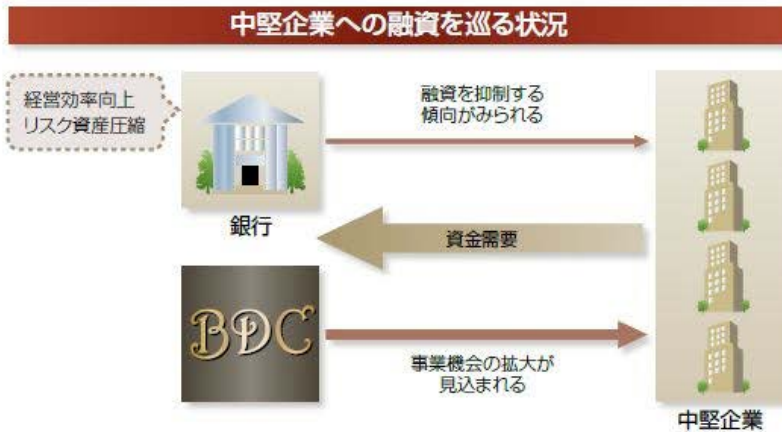 中堅企業への融資を巡る状況
経営効率向上
リスク資産圧縮
融資を抑制する
傾向がみられる
銀行
資金需要
BDC
事業機会の拡大が
見込まれる
中堅企業